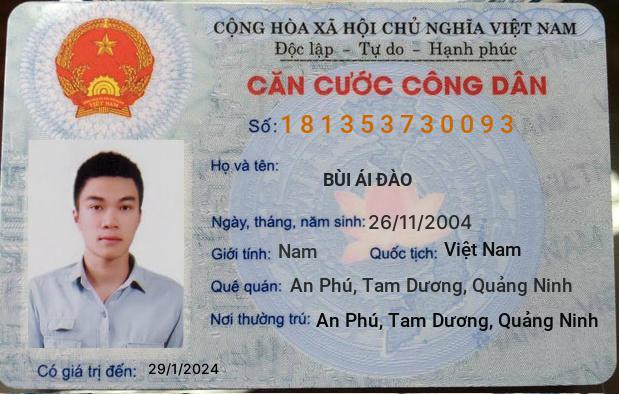 CỘNG HÒA XÃ HỘI CHỦ NGHĨA VIỆT NAM
Độc lập - Tự do - Hạnh phúc
CĂN CƯỚC CÔNG DÂN
Số: 181353730093
Họ và tên:
BÙI ÁI ĐÀO
Ngày, tháng, năm sinh: 26/11/2004
Giới tính: Nam Quốc tịch: Việt Nam
Quê quán: An Phú, Tam Dương, Quảng Ninh
Nơi thường trú: An Phú, Tam Dương, Quảng Ninh
Có giá trị đến: 29/1/2024